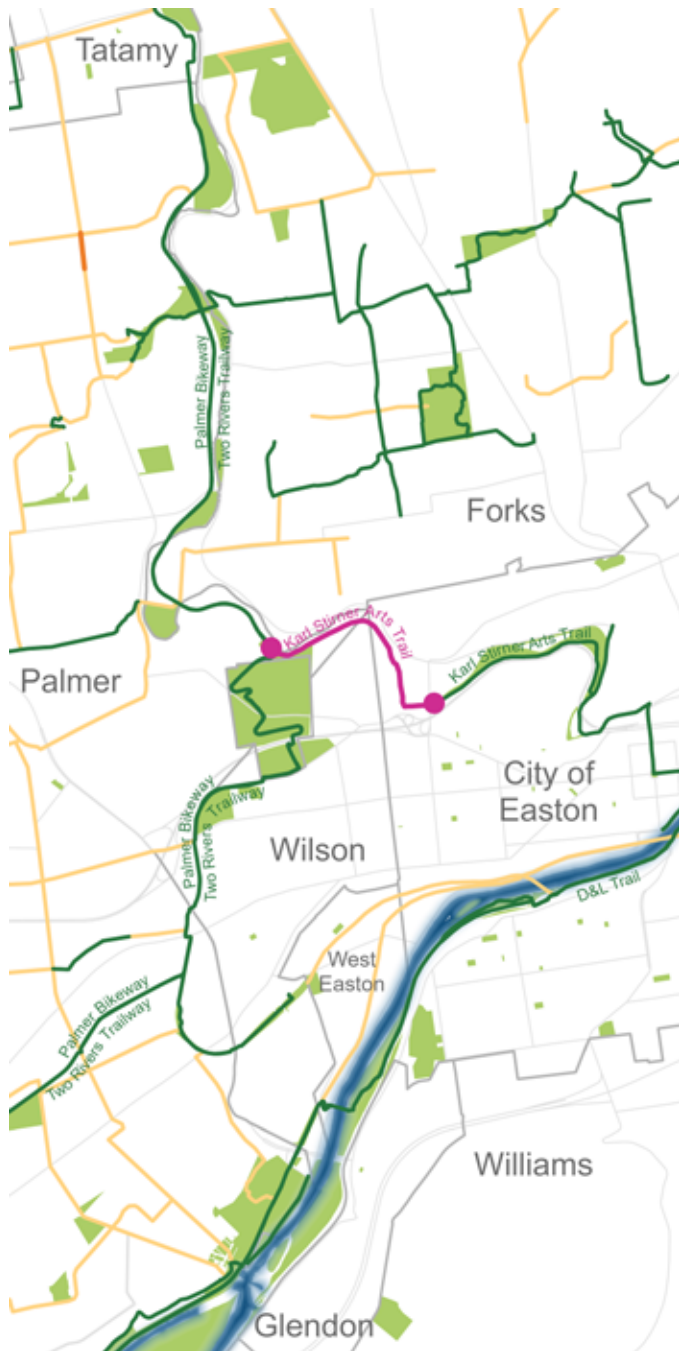 Tatamy
Palmer Bikeway
Two Rivers Trailway
Forks
Karl Stirner Arts Trail
Karl Stirner Arts Trail
Palmer
City of
Easton
Palmer Bikeway
Two Rivers Trailway
Wilson
D&L Trail
West
Easton
Palmer Bikeway
Two Rivers Trailway
Williams
Glendon